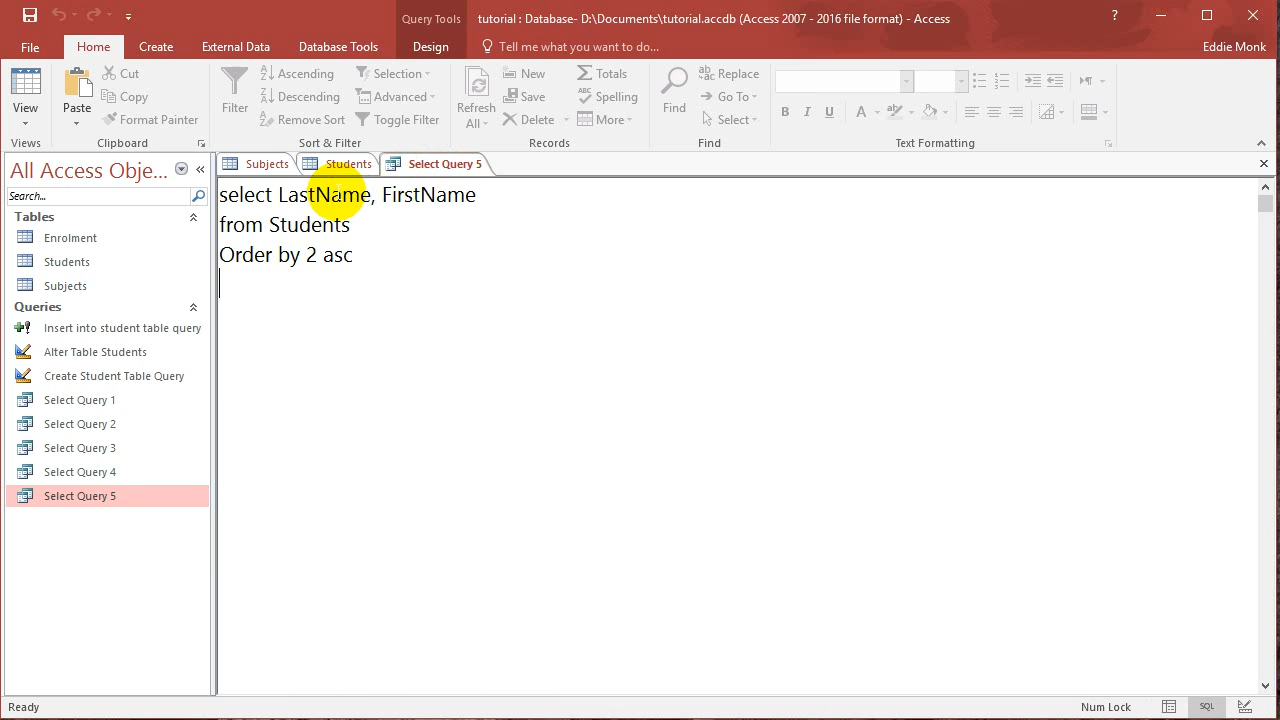 Query Tools
tutorial : Database- D:\Documents\tutorial.accdb (Access 2007 - 2016 file format) - Access
?
File
Home
Create
External Data
Database Tools
Design
Tell me what you want to do...
Eddie Monk
View
Paste
Cut
Copy
Format Painter
Filter
Ascending
Descending
Remove Sort
Selection
Advanced
Toggle Filter
Refresh
All
New
Save
Delete
Totals
Spelling
More
Find
Replace
Go To
Select
B I U A
Views
Clipboard
Sort & Filter
Records
Find
Text Formatting
All Access Obje...
Search...
Tables
Enrolment
Students
Subjects
Queries
Insert into student table query
Alter Table Students
Create Student Table Query
Select Query 1
Select Query 2
Select Query 3
Select Query 4
Select Query 5
Subjects
Students
Select Query 5
select LastName, FirstName
from Students
Order by 2 asc
Ready
Num Lock
SQL